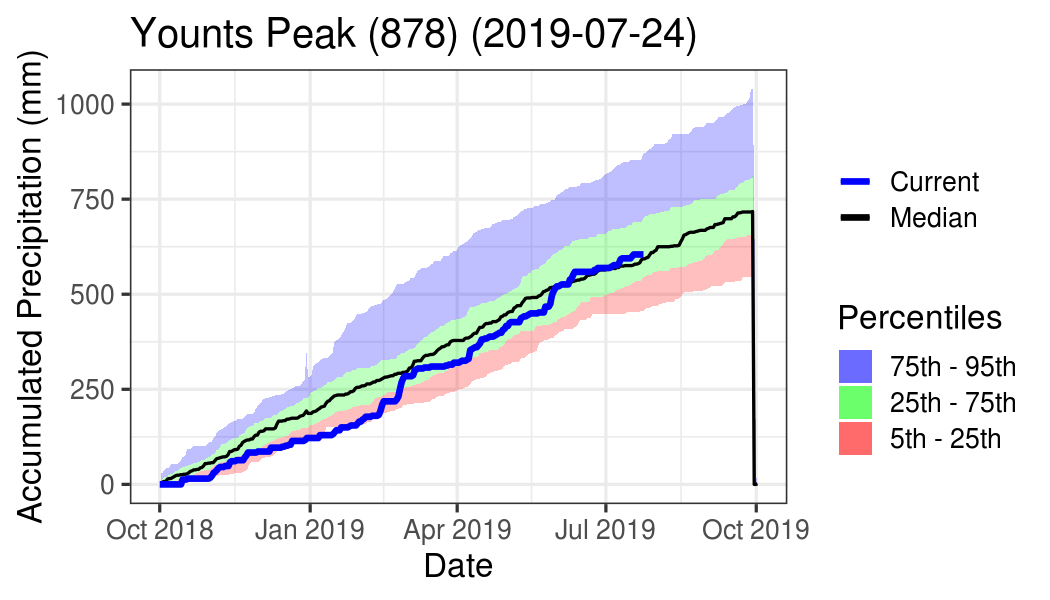 Younts Peak (878) (2019-07-24)
Accumulated Precipitation (mm)
1000
750
500
250
0
Oct 2018
Jan 2019
Apr 2019
Jul 2019
Oct 2019
Date
Current
Median
Percentiles
75th - 95th
25th - 75th
5th - 25th